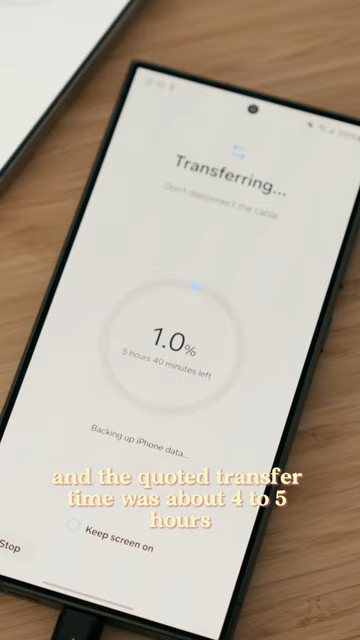 Transferring...
Don't disconnect the cable
1.0%
5 hours 40 minutes left
Backing up iPhone data...
and the quoted transfer
time was about 4 to 5
hours
Keep screen on
Stop